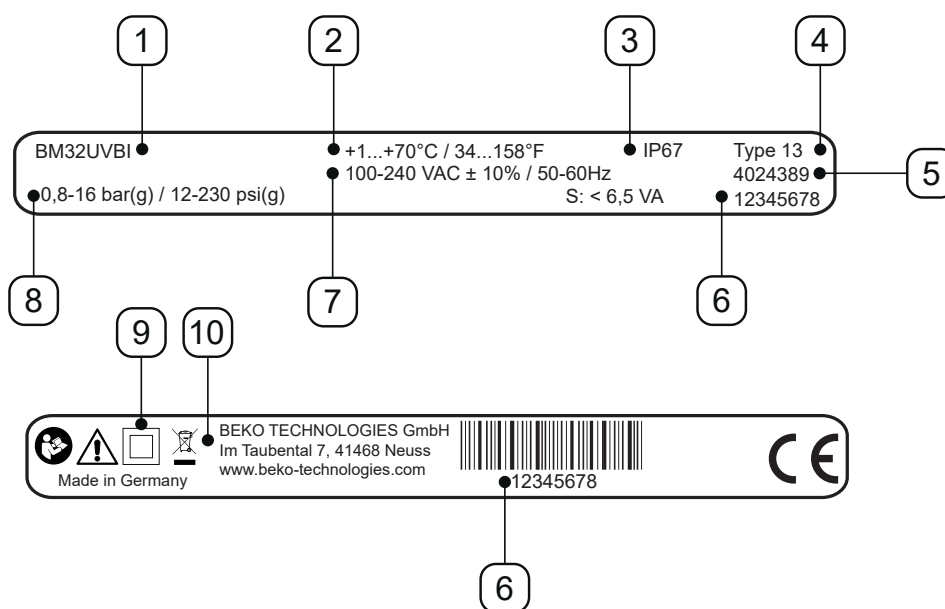 1 2 3 4
BM32UVBI +1...+70°C / 34...158°F IP67 Type 13
100-240 VAC ± 10% / 50-60Hz 4024389 5
0,8-16 bar(g) / 12-230 psi(g) S: < 6,5 VA 12345678
8 7 6
9 10
BEKO TECHNOLOGIES GmbH
Im Taubental 7, 41468 Neuss
www.beko-technologies.com
Made in Germany
12345678
CE
6